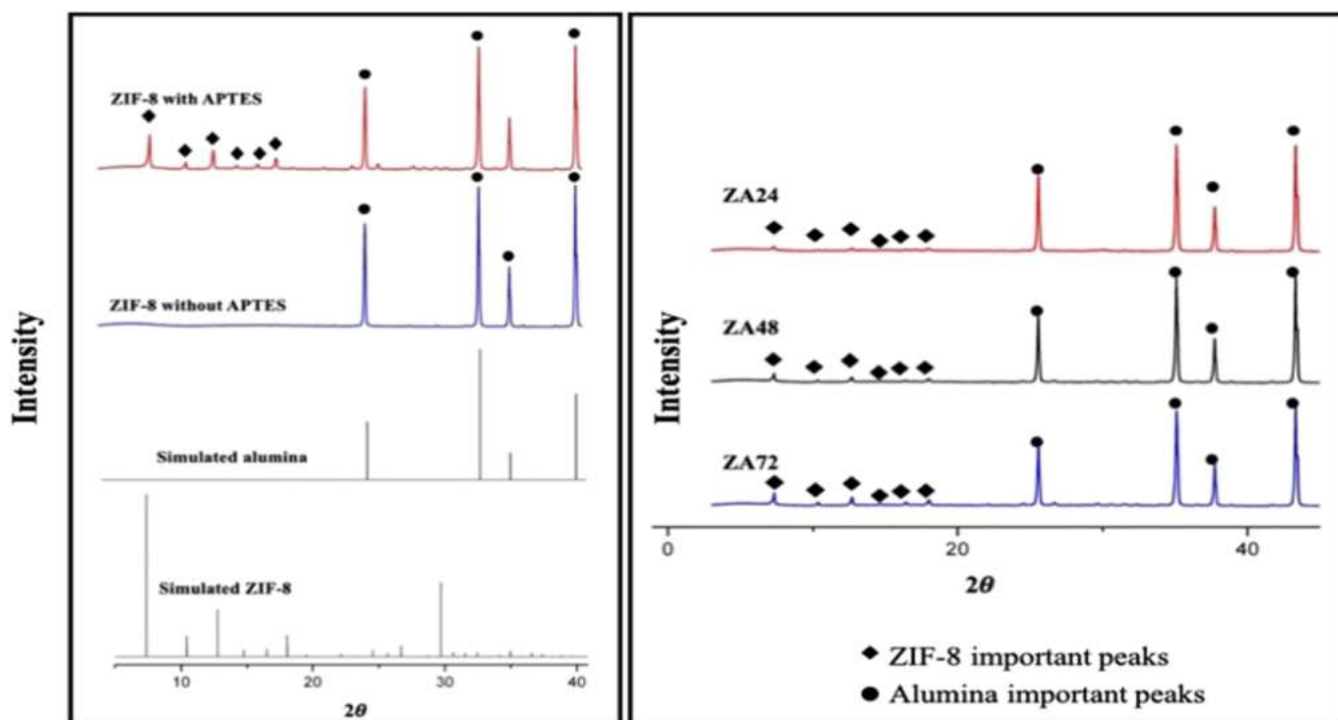 Intensity
ZIF-8 with APTES
ZIF-8 without APTES
Simulated alumina
Simulated ZIF-8
10 20 30 40
2θ
Intensity
ZA24
ZA48
ZA72
0 20 40
2θ
ZIF-8 important peaks
Alumina important peaks